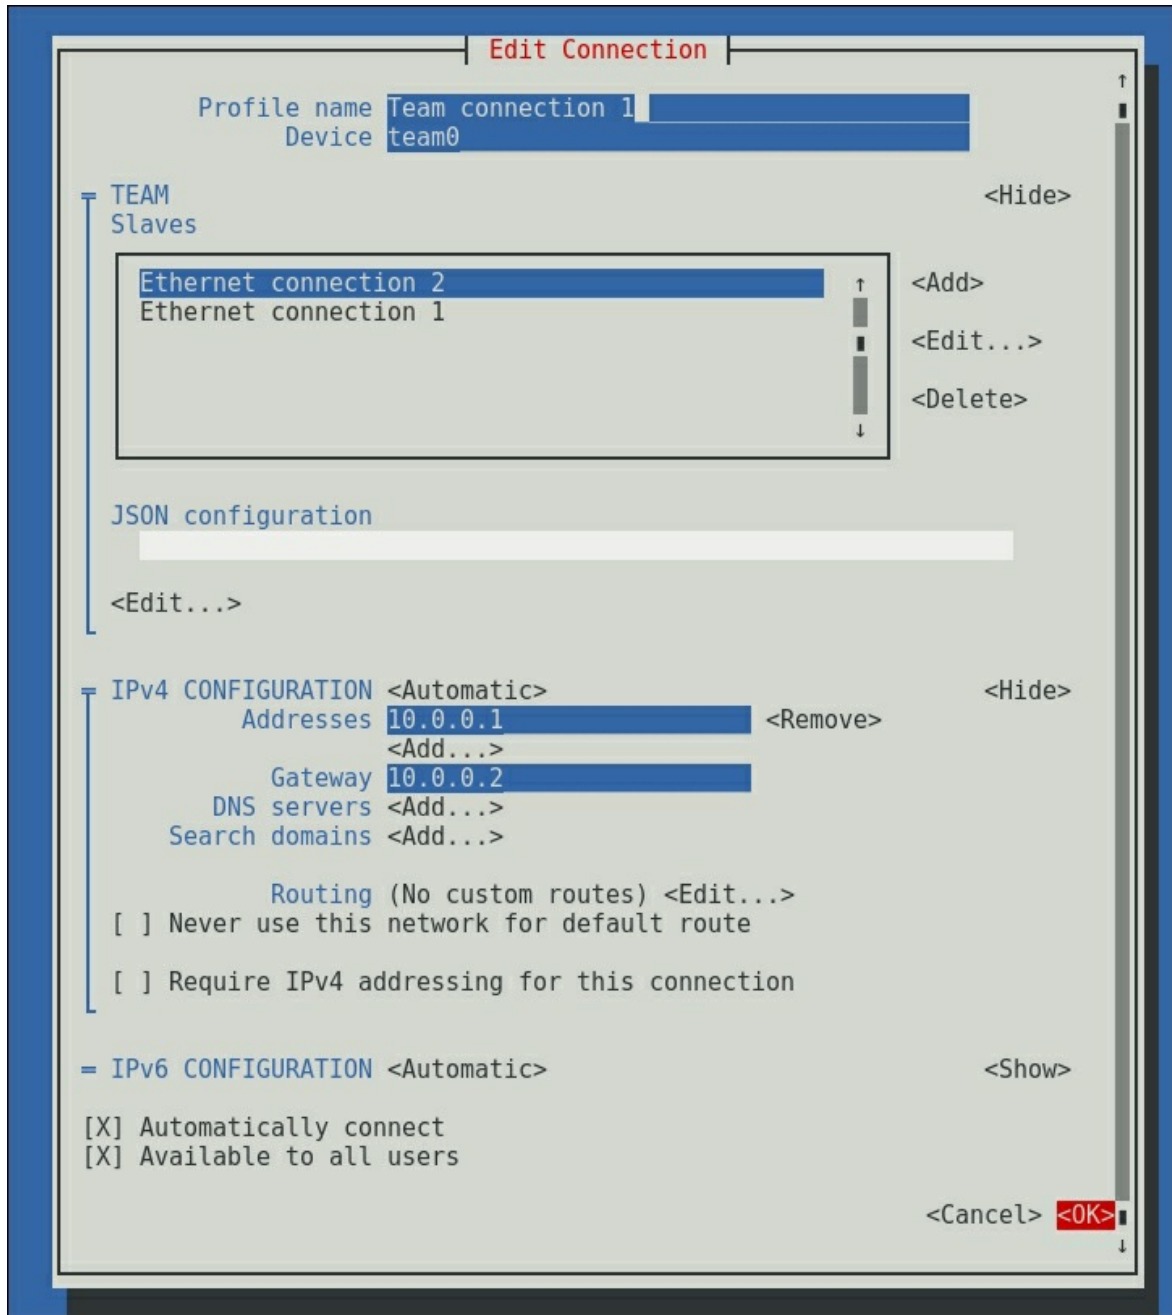 Edit Connection
Profile name Team connection 1
Device team0
TEAM <Hide>
Slaves
Ethernet connection 2 <Add>
Ethernet connection 1
<Edit...>
<Delete>
JSON configuration
<Edit...>
IPv4 CONFIGURATION <Automatic> <Hide>
Addresses 10.0.0.1 <Remove>
<Add...>
Gateway 10.0.0.2
DNS servers <Add...>
Search domains <Add...>
Routing (No custom routes) <Edit...>
[ ] Never use this network for default route
[ ] Require IPv4 addressing for this connection
IPv6 CONFIGURATION <Automatic> <Show>
[X] Automatically connect
[X] Available to all users
<Cancel> <OK>